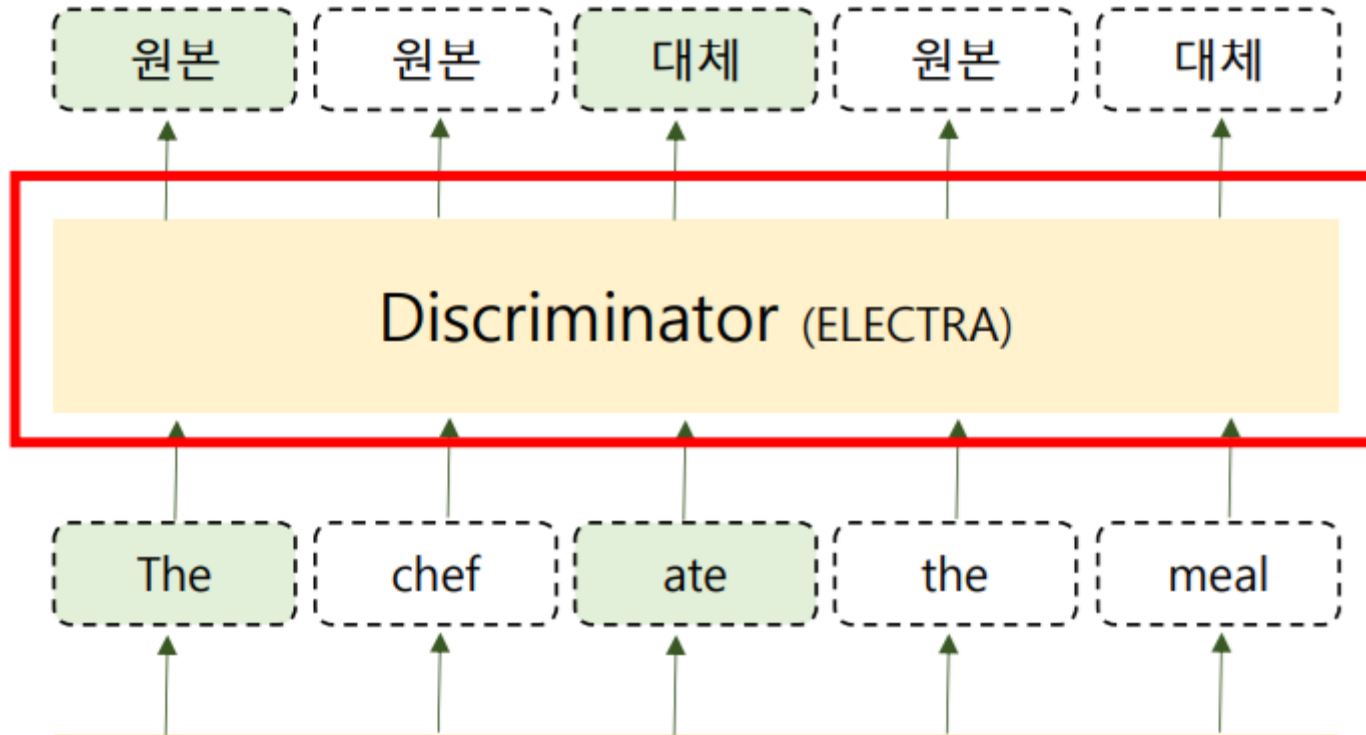 원본 원본 대체 원본 대체
Discriminator (ELECTRA)
The chef ate the meal